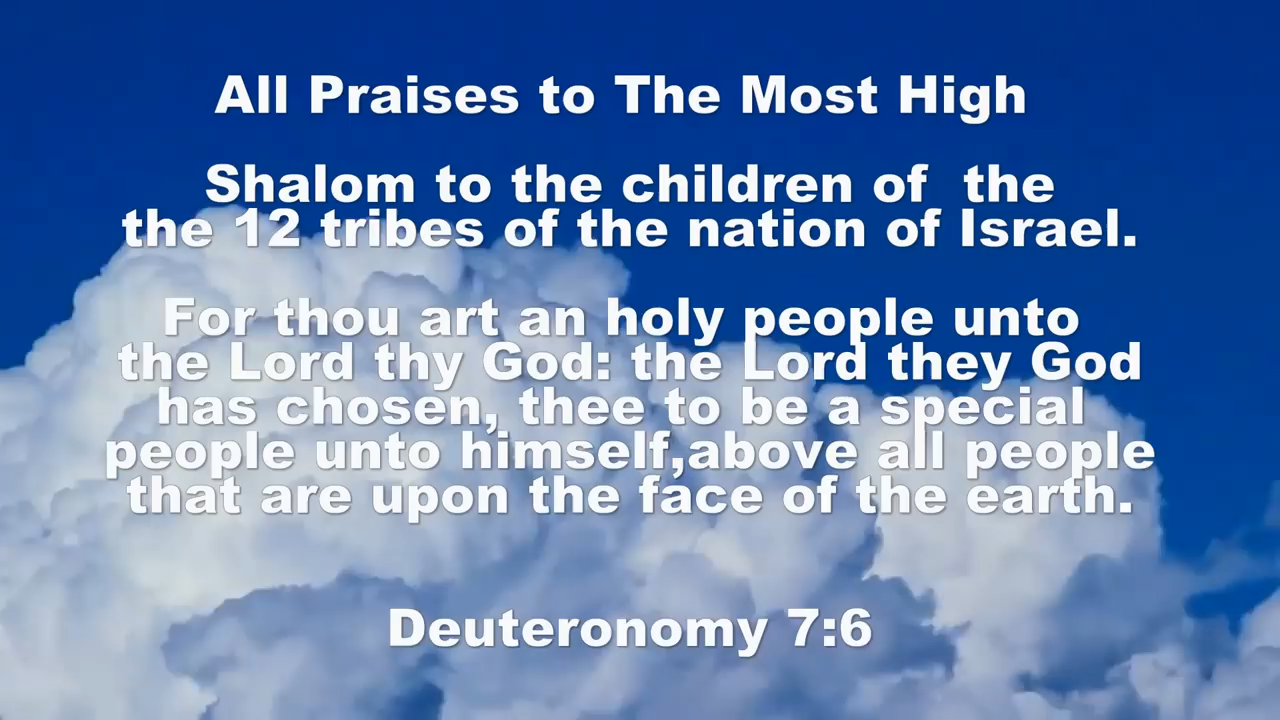 All Praises to The Most High
Shalom to the children of  the
the 12 tribes of the nation of Israel.
For thou art an holy people unto
the Lord thy God: the Lord they God
has chosen, thee to be a special
people unto himself,above all people
that are upon the face of the earth.
Deuteronomy 7:6